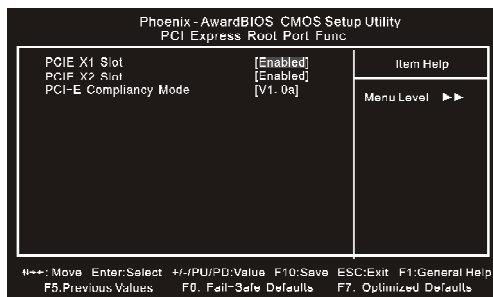 Phoenix - AwardBIOS CMOS Setup Utility
PCI Express Root Port Func
PCIE X1 Slot [Enabled]
PCIE X2 Slot [Enabled]
PCI-E Compliancy Mode [V1. 0a]
Item Help
Menu Level ►►
↑↓→←: Move Enter:Select +/-/PU/PD:Value F10:Save ESC:Exit F1:General Help
F5.Previous Values F6. Fail-Safe Defaults F7. Optimized Defaults